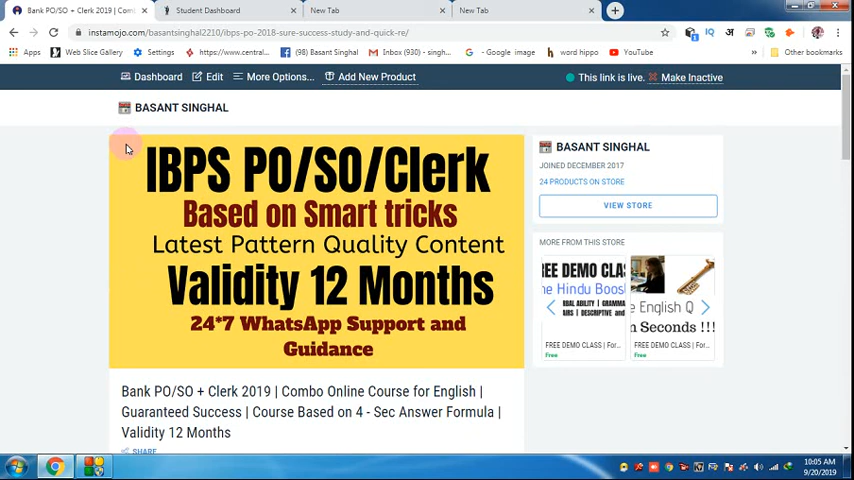 Bank PO/SO + Clerk 2019 | Com
Student Dashboard
New Tab
New Tab
instamojo.com/basantsinghal2210/ibps-po-2018-sure-success-study-and-quick-re/
Apps
Web Slice Gallery
Settings
https://www.central...
(98) Basant Singhal
Inbox (930) - singh...
- Google image
word hippo
YouTube
Other bookmarks
Dashboard
Edit
More Options...
Add New Product
This link is live.
Make Inactive
BASANT SINGHAL
IBPS PO/SO/Clerk
Based on Smart tricks
Latest Pattern Quality Content
Validity 12 Months
24*7 WhatsApp Support and
Guidance
Bank PO/SO + Clerk 2019 | Combo Online Course for English |
Guaranteed Success | Course Based on 4 - Sec Answer Formula |
Validity 12 Months
SHARE
BASANT SINGHAL
JOINED DECEMBER 2017
24 PRODUCTS ON STORE
VIEW STORE
MORE FROM THIS STORE
REE DEMO CLA
he Hindu Boos
FREE DEMO CLASS | For...
Free
e English Q
n Seconds !!!
FREE DEMO CLASS | For...
Free
10:05 AM
9/20/2019